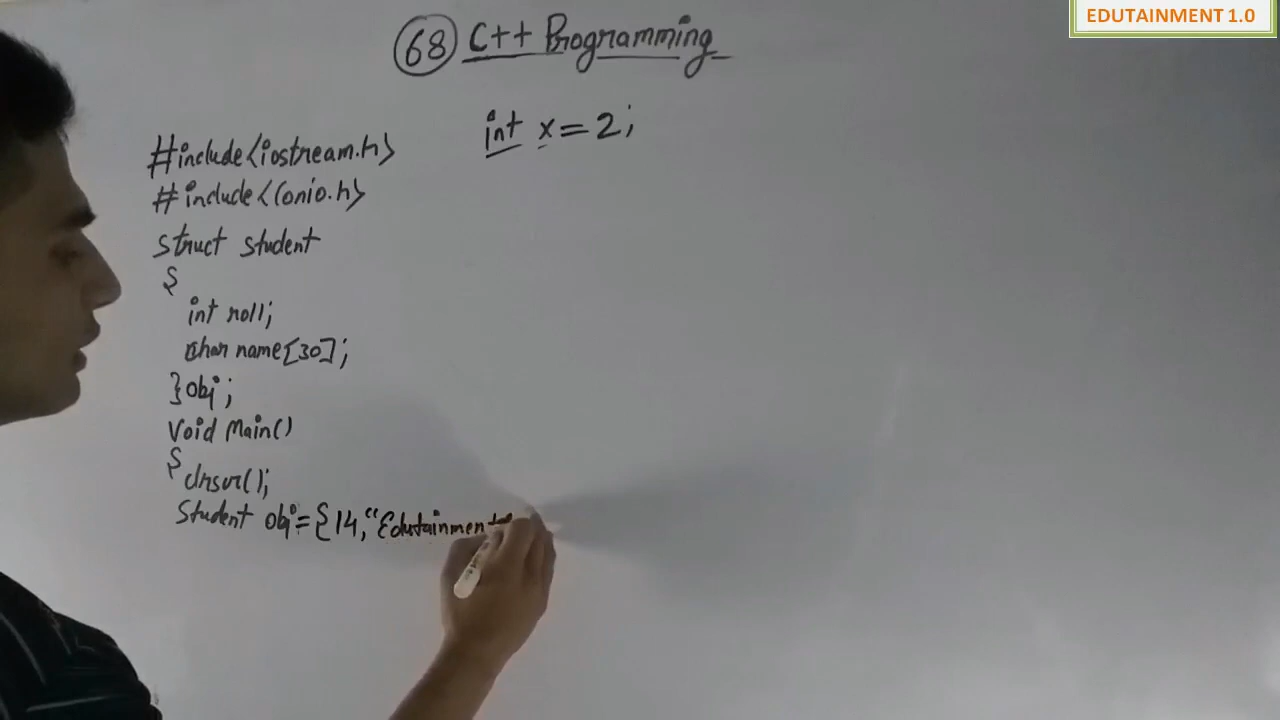 EDUTAINMENT 1.0
68 C++ Programming
int x=2;
#include<iostream.h>
#include<conio.h>
struct student
{
int roll;
char name[30];
}obj;
Void Main()
{
clrscr();
Student obj={14,"Edutainment